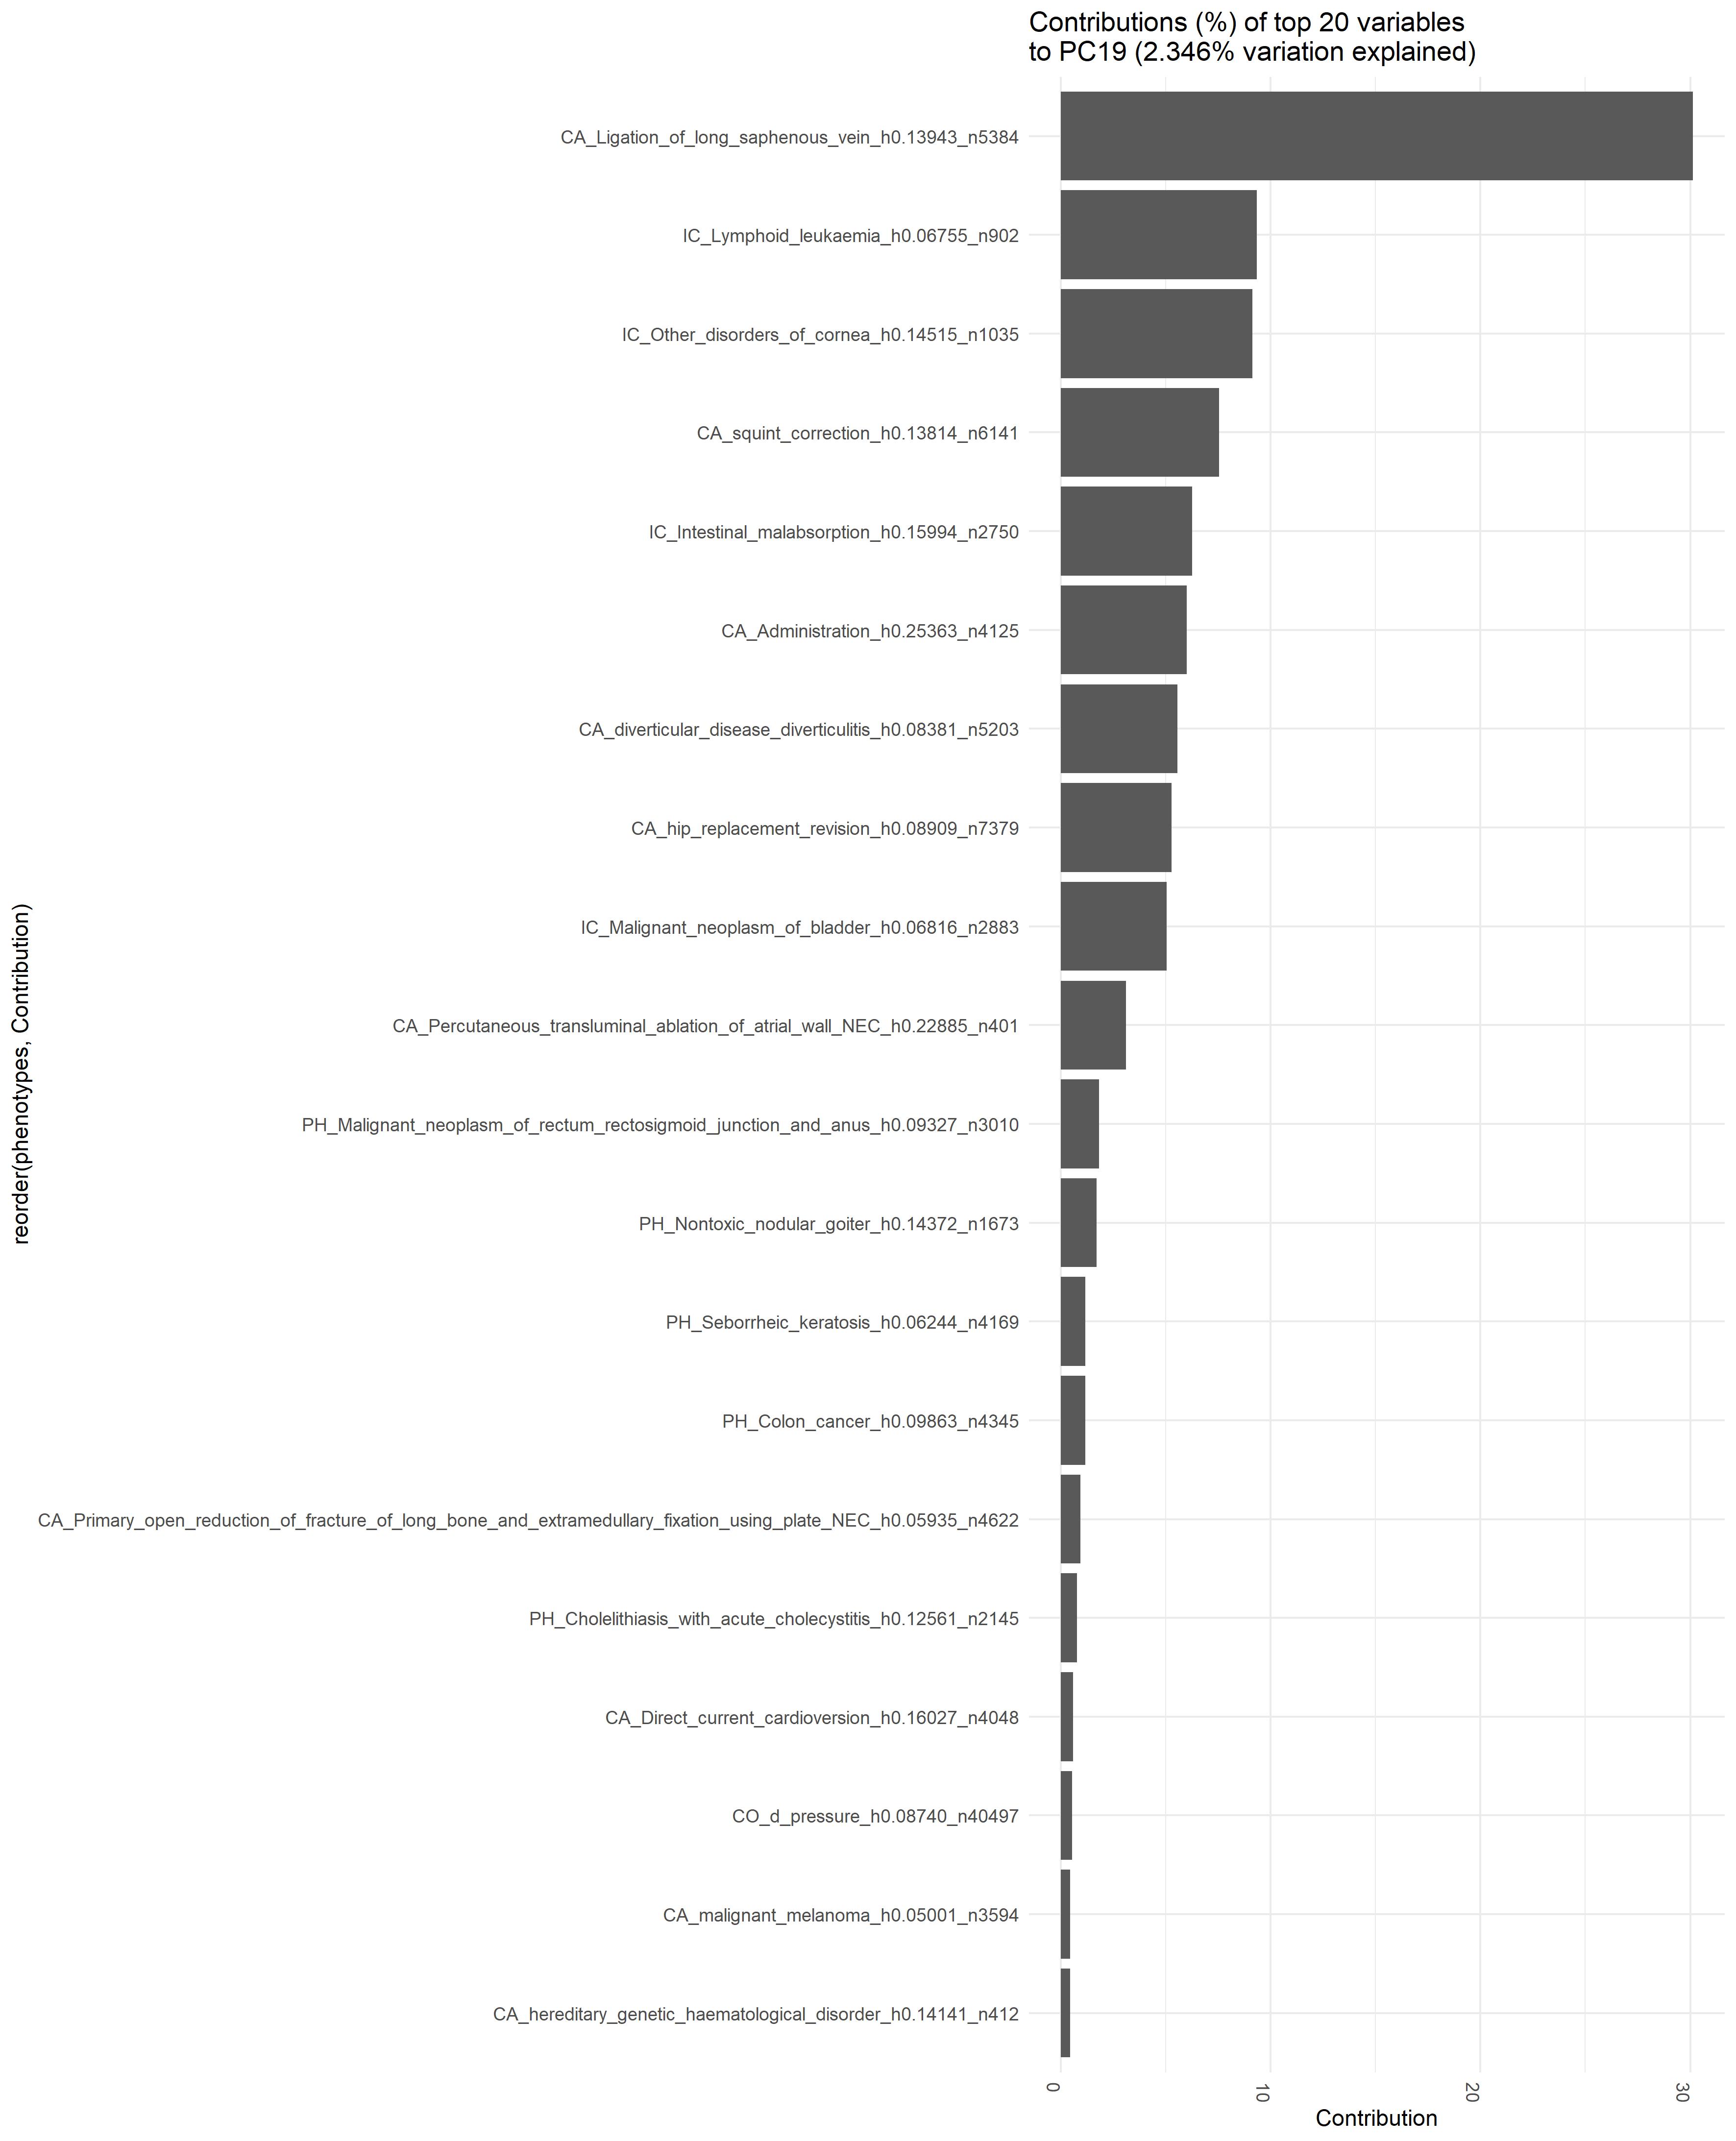 Contributions (%) of top 20 variables
to PC19 (2.346% variation explained)
CA_Ligation_of_long_saphenous_vein_h0.13943_n5384
IC_Lymphoid_leukaemia_h0.06755_n902
IC_Other_disorders_of_cornea_h0.14515_n1035
CA_squint_correction_h0.13814_n6141
IC_Intestinal_malabsorption_h0.15994_n2750
CA_Administration_h0.25363_n4125
CA_diverticular_disease_diverticulitis_h0.08381_n5203
CA_hip_replacement_revision_h0.08909_n7379
IC_Malignant_neoplasm_of_bladder_h0.06816_n2883
CA_Percutaneous_transluminal_ablation_of_atrial_wall_NEC_h0.22885_n401
PH_Malignant_neoplasm_of_rectum_rectosigmoid_junction_and_anus_h0.09327_n3010
PH_Nontoxic_nodular_goiter_h0.14372_n1673
PH_Seborrheic_keratosis_h0.06244_n4169
PH_Colon_cancer_h0.09863_n4345
CA_Primary_open_reduction_of_fracture_of_long_bone_and_extramedullary_fixation_using_plate_NEC_h0.05935_n4622
PH_Cholelithiasis_with_acute_cholecystitis_h0.12561_n2145
CA_Direct_current_cardioversion_h0.16027_n4048
CO_d_pressure_h0.08740_n40497
CA_malignant_melanoma_h0.05001_n3594
CA_hereditary_genetic_haematological_disorder_h0.14141_n412
reorder(phenotypes, Contribution)
0 10 20 30
Contribution